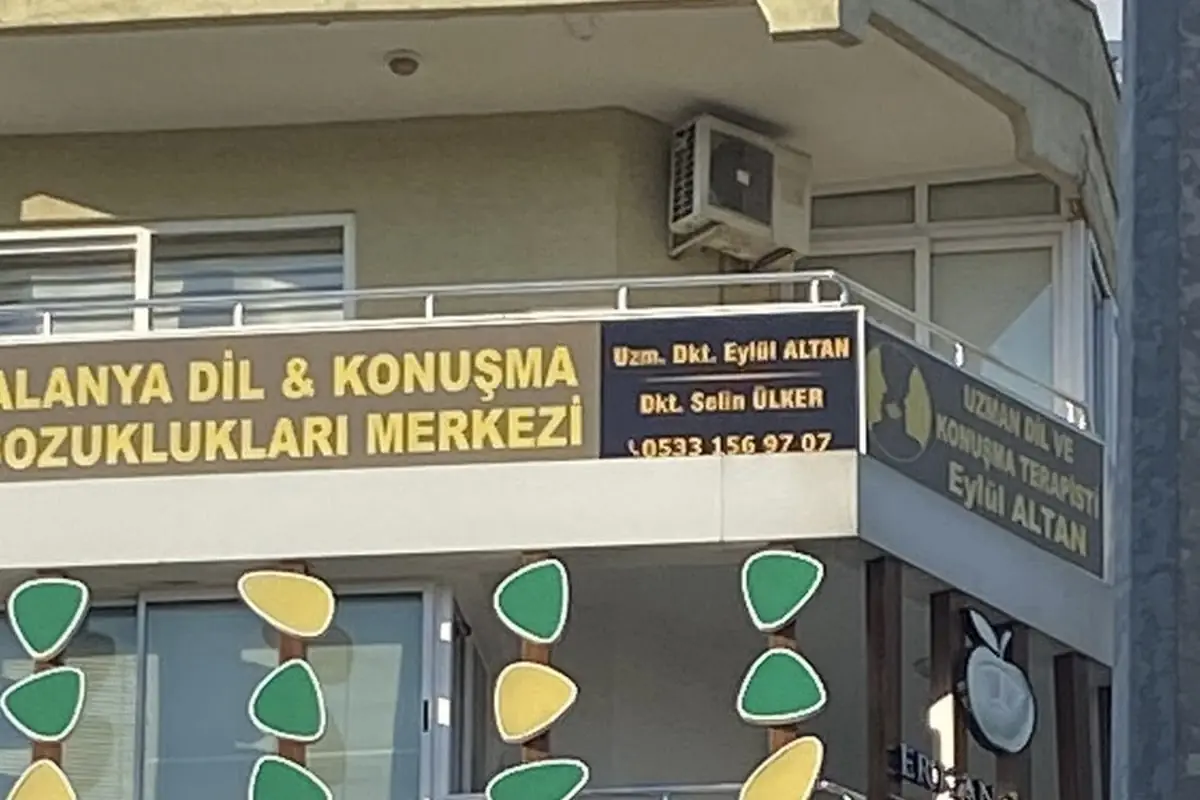 ALANYA DİL & KONUŞMA
BOZUKLUKLARI MERKEZİ
Uzm. Dkt. Eylül ALTAN
Dkt. Selin ÜLKER
0533 156 97 07
UZMAN DİL VE
KONUŞMA TERAPİSTİ
Eylül ALTAN